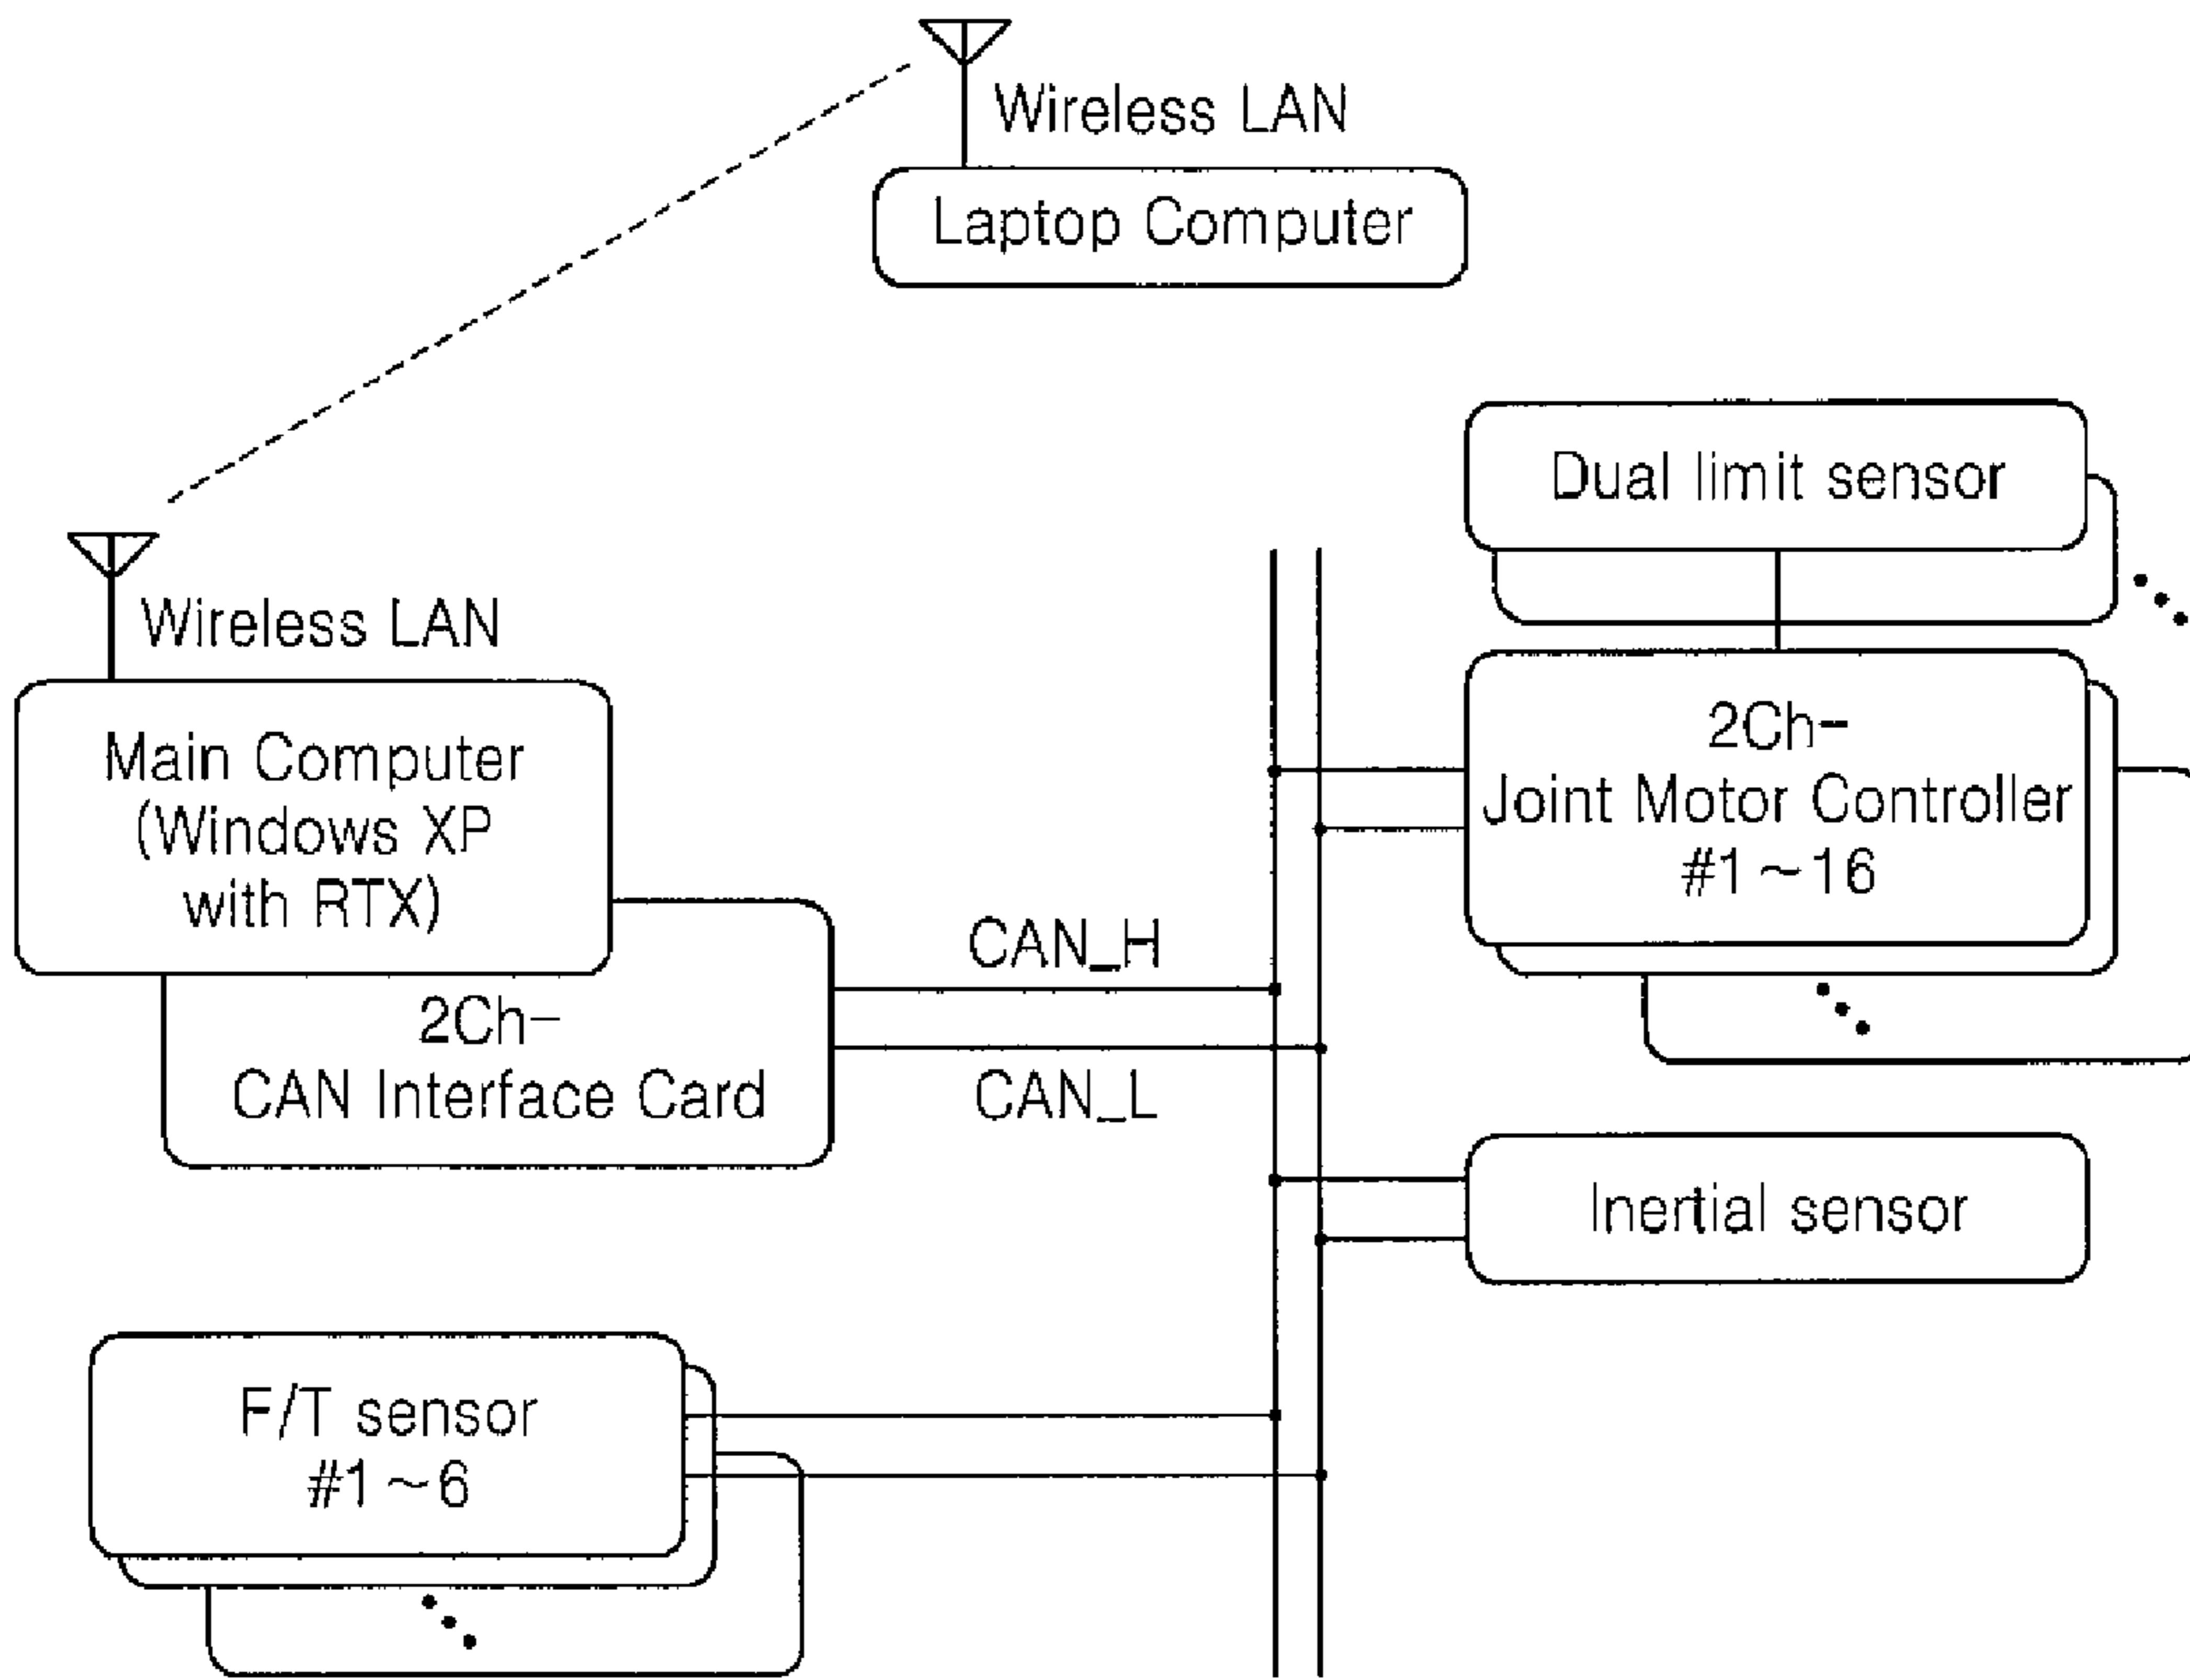 Wireless LAN
Laptop Computer
Dual limit sensor
Wireless LAN
Main Computer
(Windows XP
with RTX)
2Ch-
Joint Motor Controller
#1~16
CAN_H
2Ch-
CAN Interface Card
CAN_L
Inertial sensor
F/T sensor
#1~6